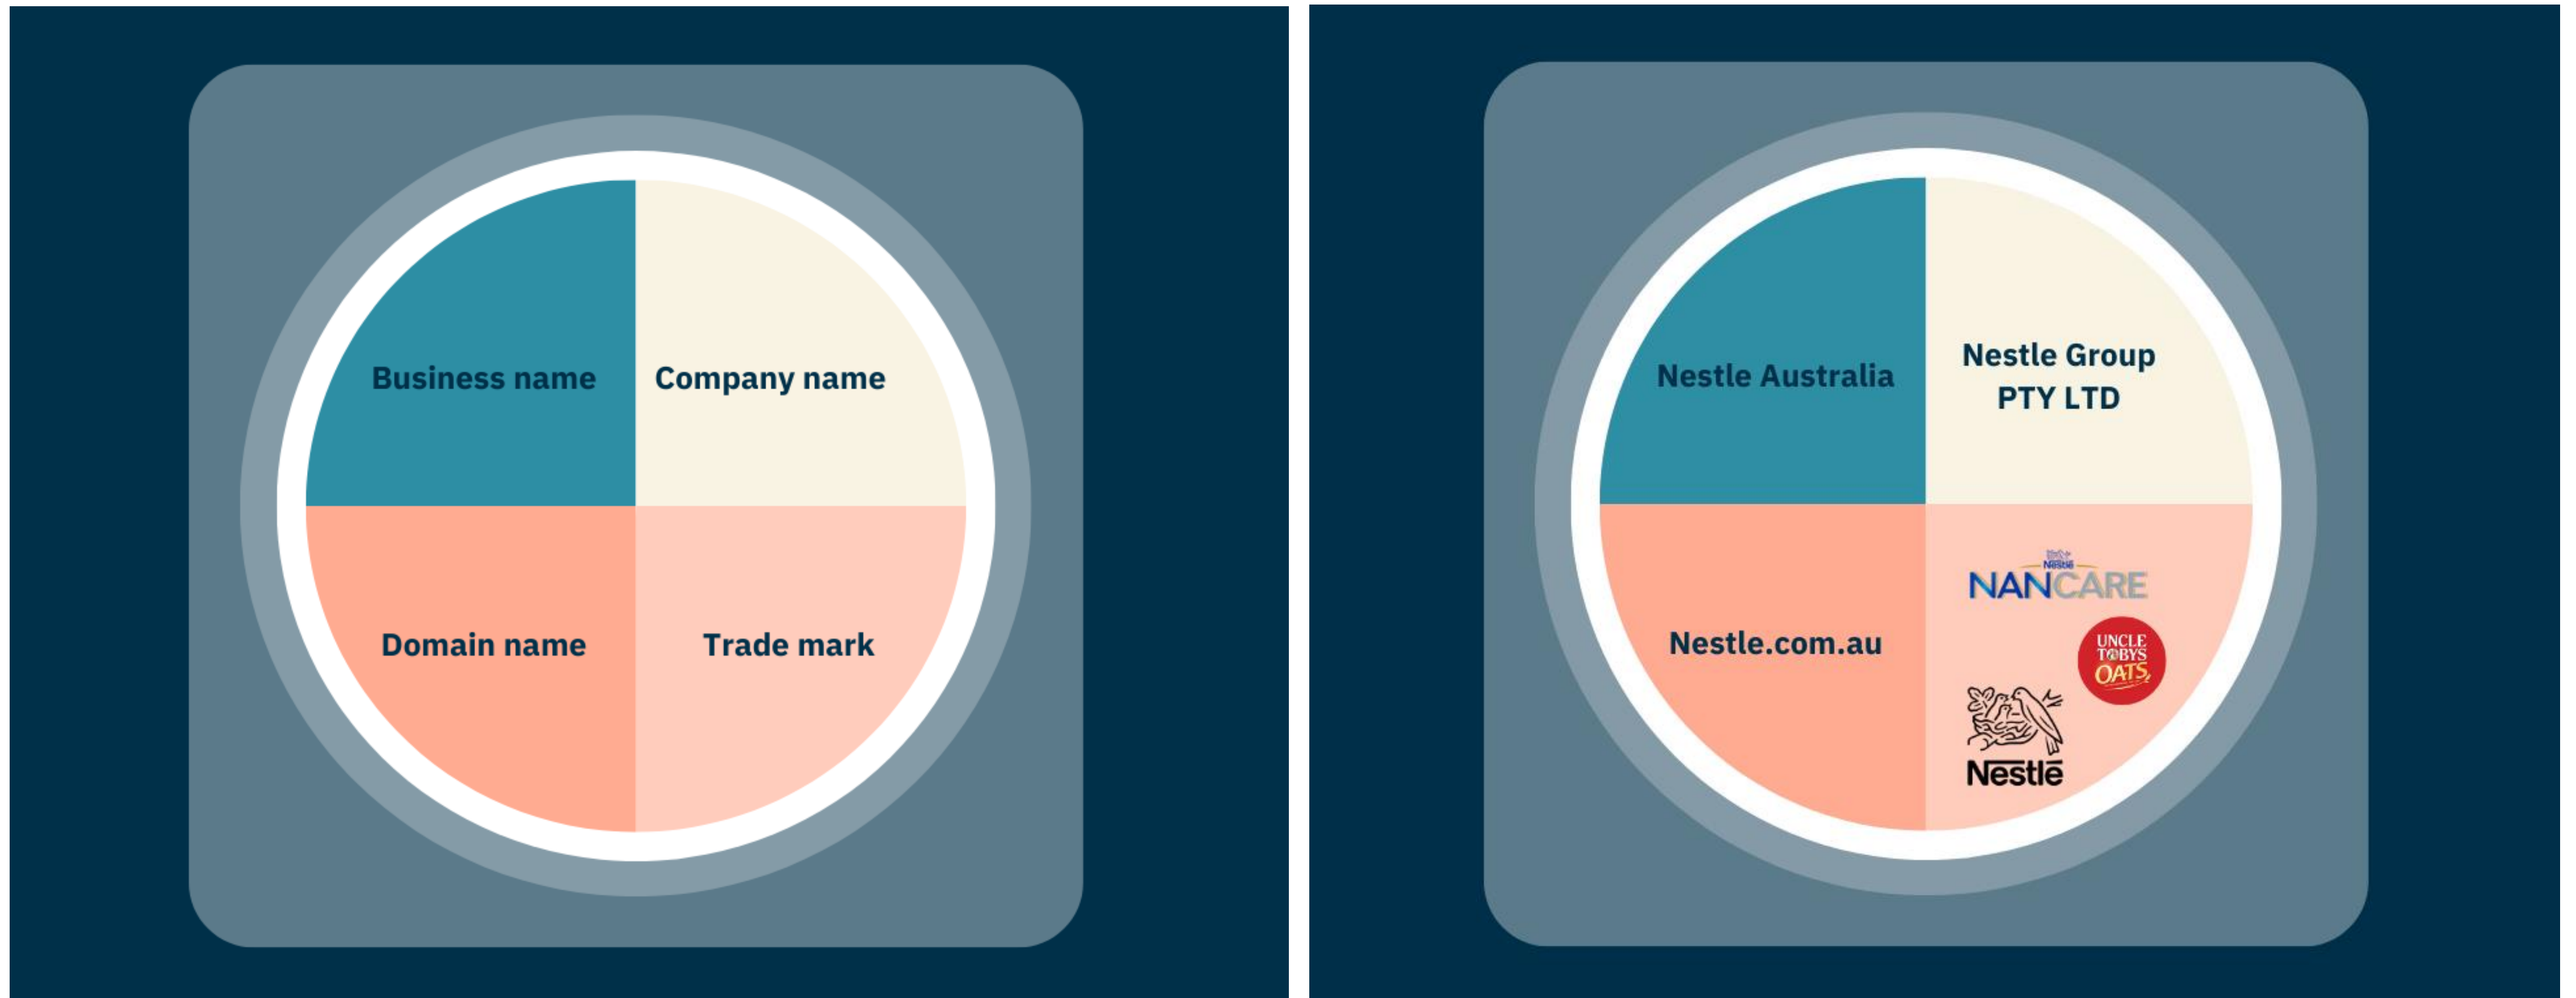 Business name
Company name
Domain name
Trade mark
Nestle Australia
Nestle Group
PTY LTD
Nestle.com.au
Nestlé
NANCARE
UNCLE
TOBYS
OATS
Nestlé